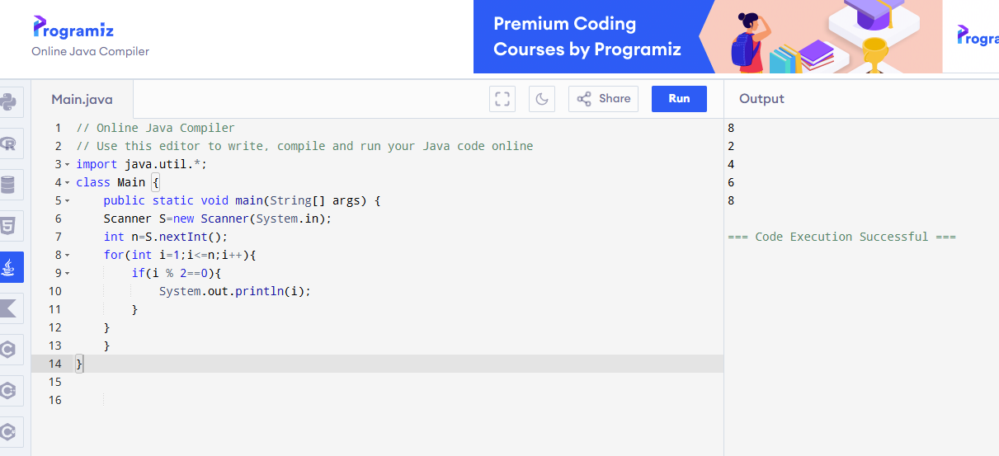 Programiz
Online Java Compiler
Premium Coding
Courses by Programiz
Progra
Main.java
Share
Run
Output
1 // Online Java Compiler
2 // Use this editor to write, compile and run your Java code online
3 import java.util.*;
4 class Main {
5     public static void main(String[] args) {
6     Scanner S=new Scanner(System.in);
7     int n=S.nextInt();
8     for(int i=1;i<=n;i++){
9         if(i % 2==0){
10             System.out.println(i);
11         }
12     }
13     }
14 }
15
16
8
2
4
6
8
=== Code Execution Successful ===